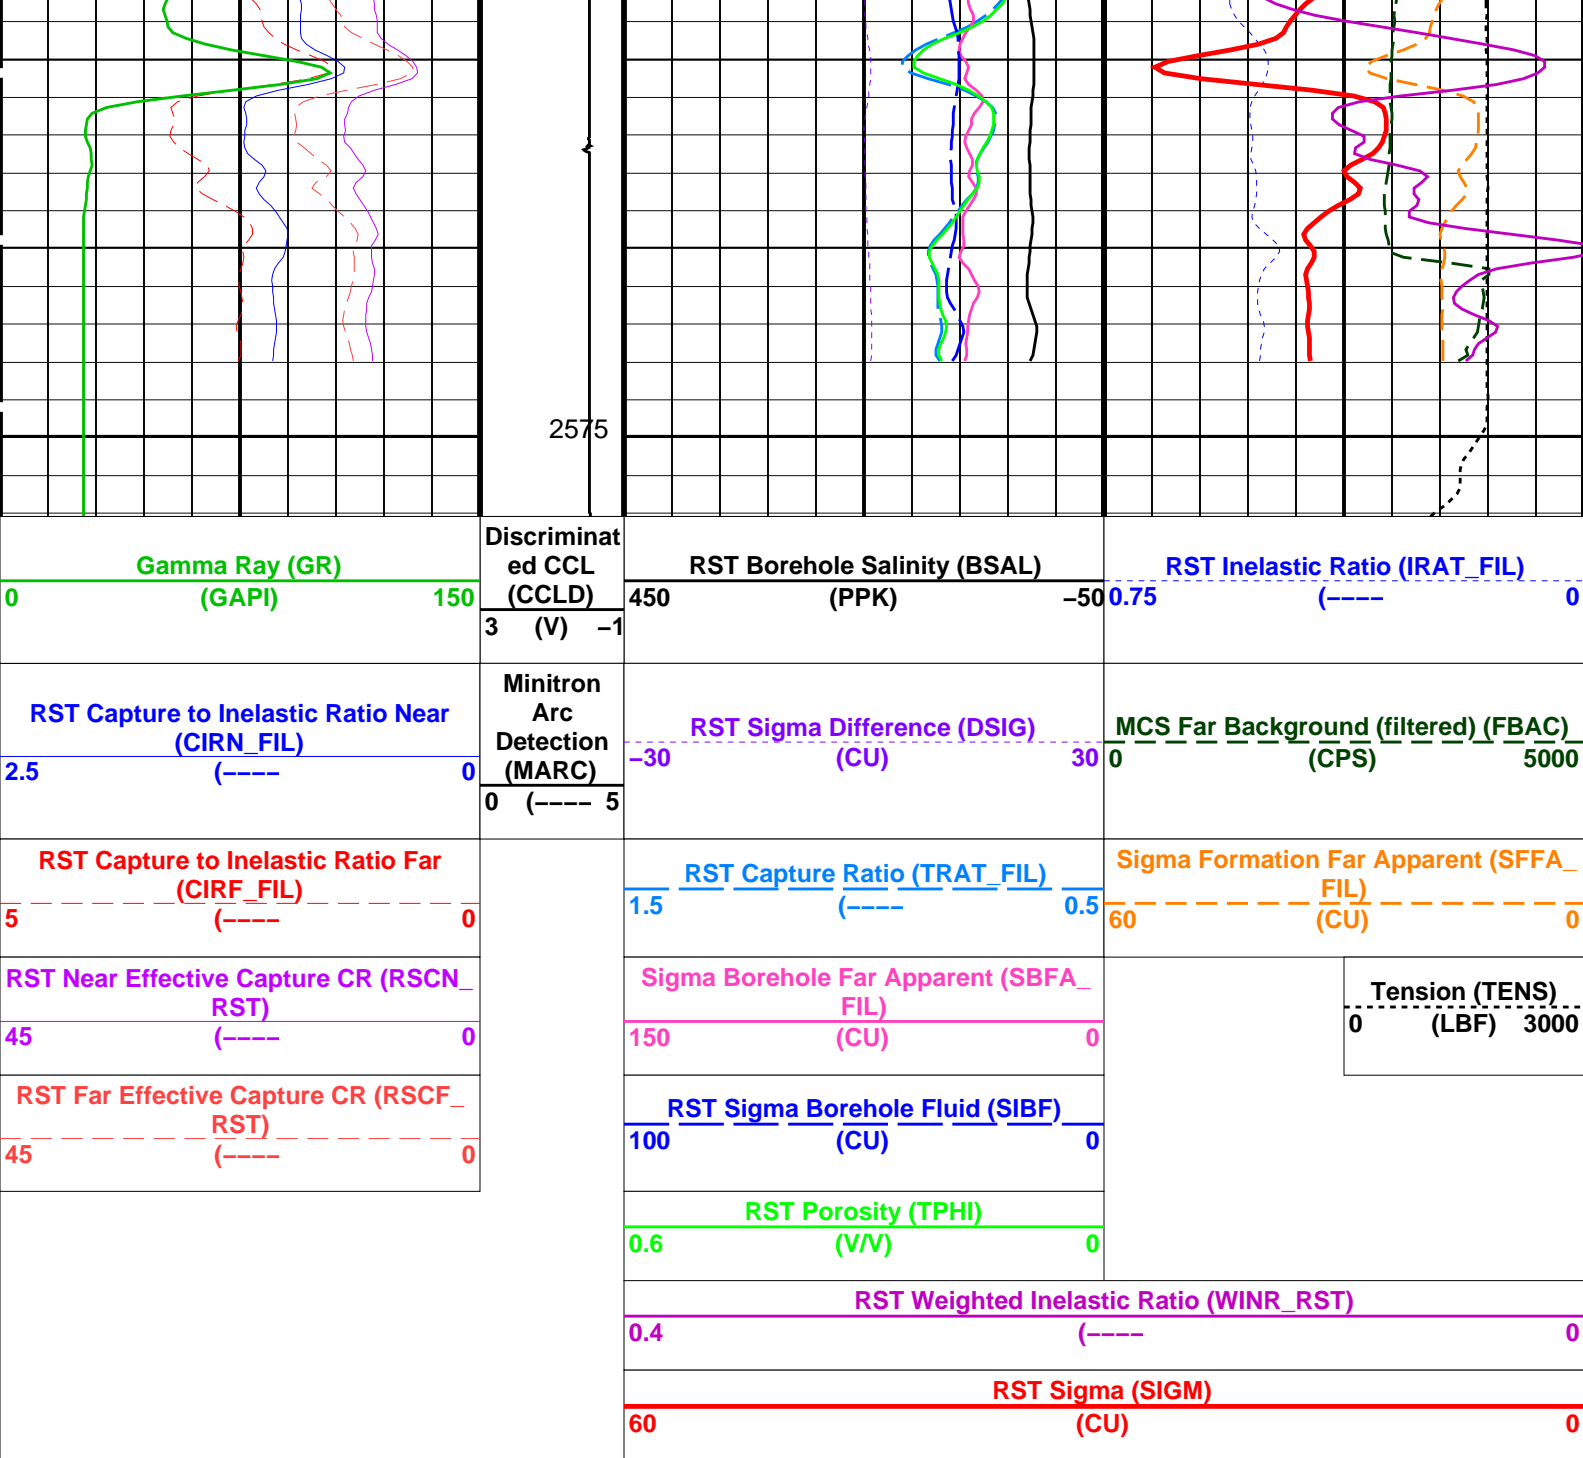 2575
Gamma Ray (GR)
0 (GAPI) 150
Discriminat
ed CCL
(CCLD)
3 (V) −1
RST Borehole Salinity (BSAL)
450 (PPK) −50
RST Inelastic Ratio (IRAT_FIL)
0.75 (−−−− 0
RST Capture to Inelastic Ratio Near
(CIRN_FIL)
2.5 (−−−− 0
Minitron
Arc
Detection
(MARC)
0 (−−−− 5
RST Sigma Difference (DSIG)
−30 (CU) 30
MCS Far Background (filtered) (FBAC)
0 (CPS) 5000
RST Capture to Inelastic Ratio Far
(CIRF_FIL)
5 (−−−− 0
RST Capture Ratio (TRAT_FIL)
1.5 (−−−− 0.5
Sigma Formation Far Apparent (SFFA_
FIL)
60 (CU) 0
RST Near Effective Capture CR (RSCN_
RST)
45 (−−−− 0
Sigma Borehole Far Apparent (SBFA_
FIL)
150 (CU) 0
Tension (TENS)
0 (LBF) 3000
RST Far Effective Capture CR (RSCF_
RST)
45 (−−−− 0
RST Sigma Borehole Fluid (SIBF)
100 (CU) 0
RST Porosity (TPHI)
0.6 (V/V) 0
RST Weighted Inelastic Ratio (WINR_RST)
0.4 (−−−− 0
RST Sigma (SIGM)
60 (CU) 0